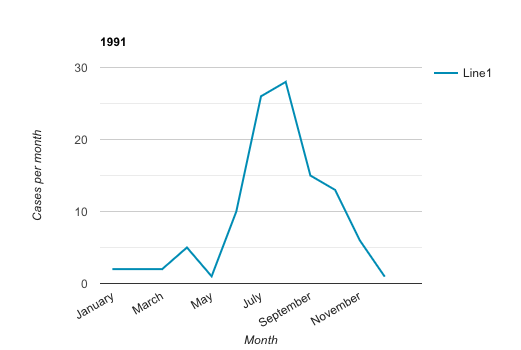 1991
Line1
30
20
10
0
Cases per month
January
March
May
July
September
November
Month